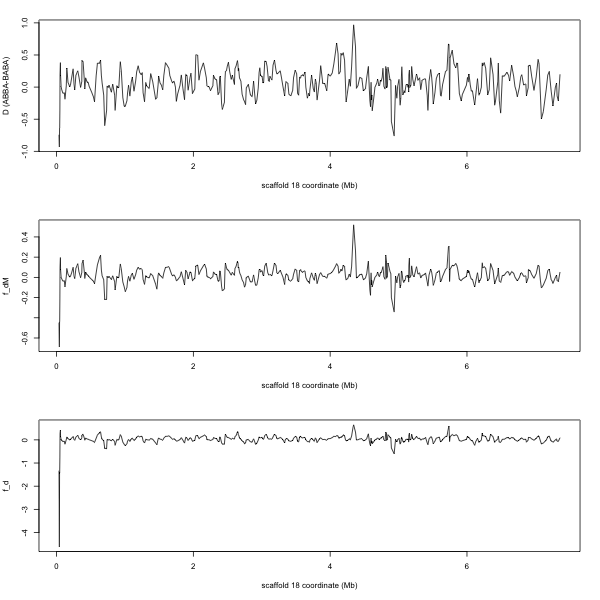 1.0
0.5
0.0
-0.5
-1.0
D (ABBA-BABA)
0 2 4 6
scaffold 18 coordinate (Mb)
0.4
0.2
0.0
-0.2
-0.6
f_dM
0 2 4 6
scaffold 18 coordinate (Mb)
0
-1
-2
-3
-4
f_d
0 2 4 6
scaffold 18 coordinate (Mb)